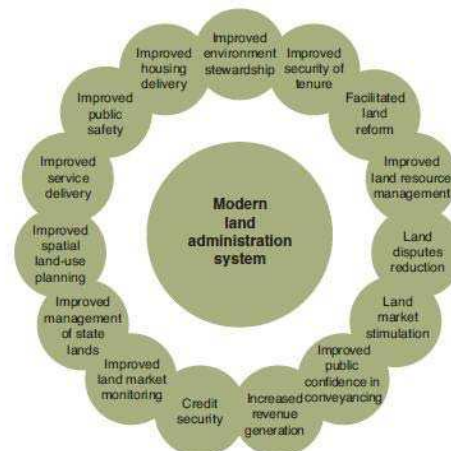 Improved
environment
stewardship
Improved
security of
tenure
Facilitated
land
reform
Improved
land resource
management
Land
disputes
reduction
Land
market
stimulation
Improved
public
confidence in
conveyancing
Increased
revenue
generation
Credit
security
Improved
land market
monitoring
Improved
management
of state
lands
Improved
spatial
land-use
planning
Improved
service
delivery
Improved
public
safety
Improved
housing
delivery
Modern
land
administration
system